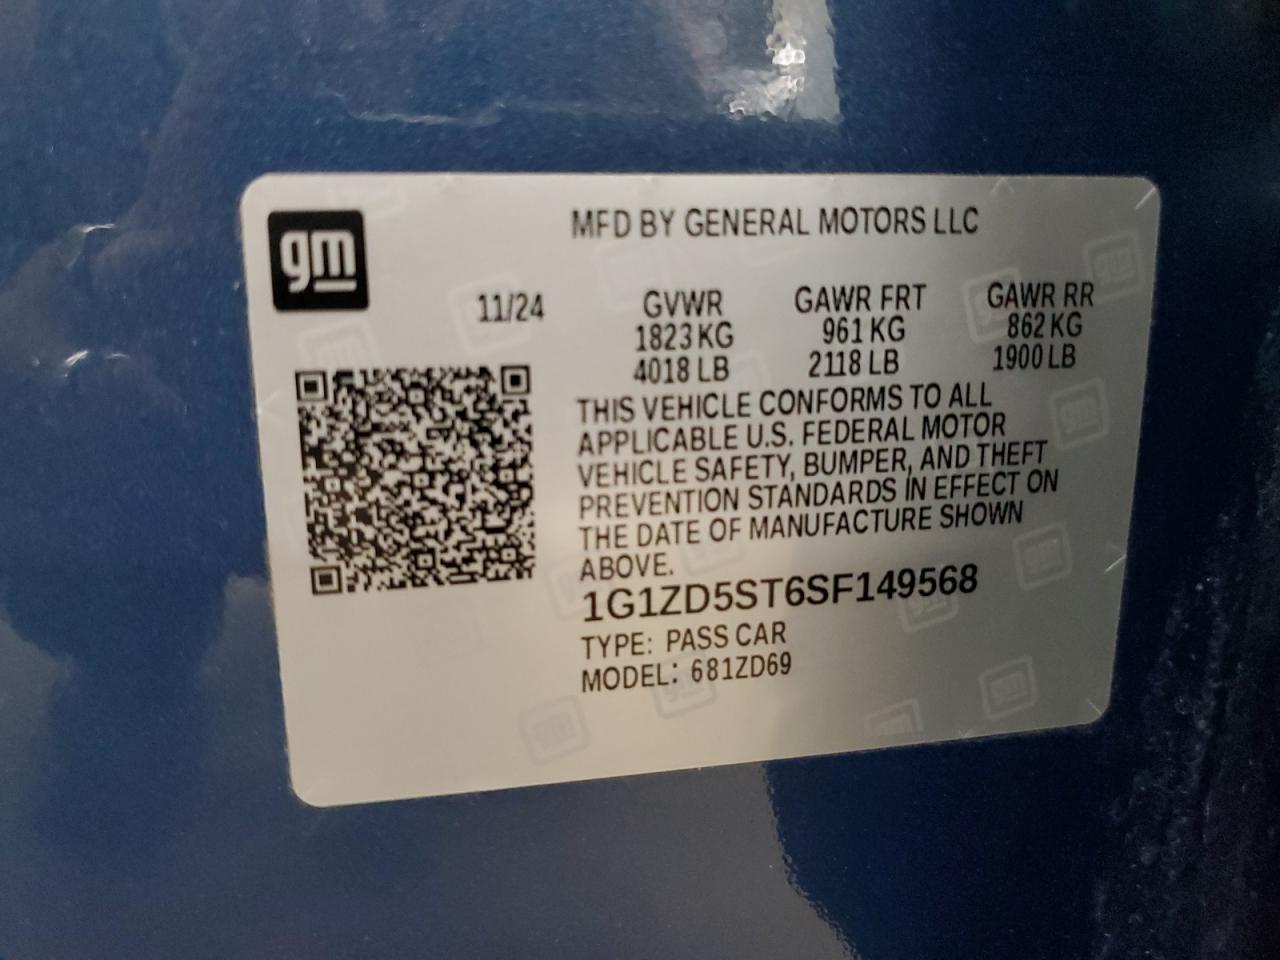 gm
MFD BY GENERAL MOTORS LLC
11/24 GVWR GAWR FRT GAWR RR
1823 KG 961 KG 862 KG
4018 LB 2118 LB 1900 LB
THIS VEHICLE CONFORMS TO ALL
APPLICABLE U.S. FEDERAL MOTOR
VEHICLE SAFETY, BUMPER, AND THEFT
PREVENTION STANDARDS IN EFFECT ON
THE DATE OF MANUFACTURE SHOWN
ABOVE.
1G1ZD5ST6SF149568
TYPE: PASS CAR
MODEL: 681ZD69